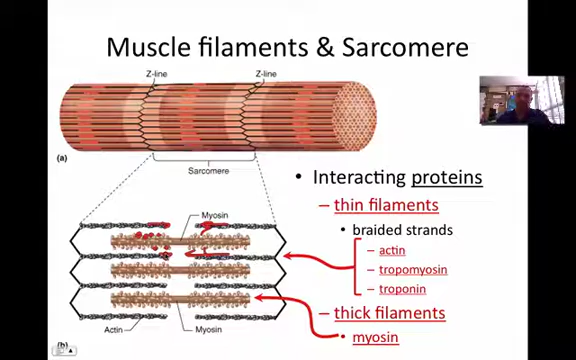 Muscle filaments & Sarcomere
Z-line
Z-line
(a)
Sarcomere
Myosin
Actin
Myosin
(b)
• Interacting proteins
– thin filaments
• braided strands
– actin
– tropomyosin
– troponin
– thick filaments
• myosin